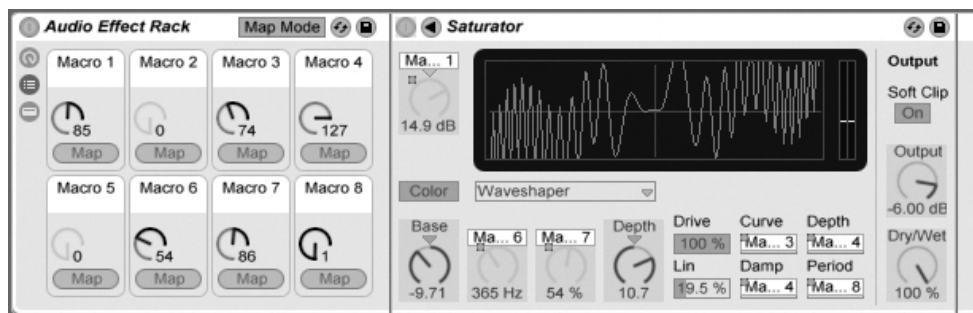 Audio Effect Rack Map Mode
Macro 1 Macro 2 Macro 3 Macro 4
85 0 74 127
Map Map Map Map
Macro 5 Macro 6 Macro 7 Macro 8
0 54 86 1
Map Map Map Map
Saturator
Ma... 1
14.9 dB
Color Waveshaper
Base Ma... 6 Ma... 7 Depth
-9.71 365 Hz 54 % 10.7
Drive Curve Depth
100 % Ma... 3 Ma... 4
Lin Damp Period
19.5 % Ma... 4 Ma... 8
Output
Soft Clip
On
Output
-6.00 dB
Dry/Wet
100 %